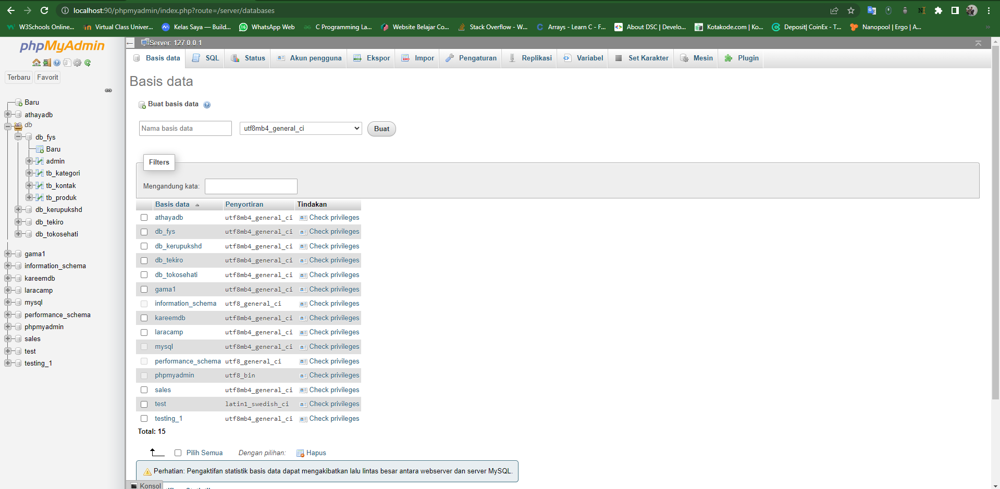 localhost:90/phpmyadmin/index.php?route=/server/databases
W3Schools Online... Virtual Class Univer... Kelas Saya — Build... WhatsApp Web C Programming La... Website Belajar Co... Stack Overflow - W... Arrays - Learn C - F... About DSC | Develo... Kotakode.com | Ko... Deposit| CoinEx - T... Nanopool | Ergo | A... »
phpMyAdmin
Terbaru Favorit
Baru
athayadb
db
db_fys
Baru
admin
tb_kategori
tb_kontak
tb_produk
db_kerupukshd
db_tekiro
db_tokosehati
gama1
information_schema
kareemdb
laracamp
mysql
performance_schema
phpmyadmin
sales
test
testing_1
Server: 127.0.0.1
Basis data SQL Status Akun pengguna Ekspor Impor Pengaturan Replikasi Variabel Set Karakter Mesin Plugin
Basis data
Buat basis data
Nama basis data utf8mb4_general_ci Buat
Filters
Mengandung kata:
Basis data Penyortiran Tindakan
athayadb utf8mb4_general_ci Check privileges
db_fys utf8mb4_general_ci Check privileges
db_kerupukshd utf8mb4_general_ci Check privileges
db_tekiro utf8mb4_general_ci Check privileges
db_tokosehati utf8mb4_general_ci Check privileges
gama1 utf8mb4_general_ci Check privileges
information_schema utf8_general_ci Check privileges
kareemdb utf8mb4_general_ci Check privileges
laracamp utf8mb4_general_ci Check privileges
mysql utf8mb4_general_ci Check privileges
performance_schema utf8_general_ci Check privileges
phpmyadmin utf8_bin Check privileges
sales utf8mb4_general_ci Check privileges
test latin1_swedish_ci Check privileges
testing_1 utf8mb4_general_ci Check privileges
Total: 15
Pilih Semua Dengan pilihan: Hapus
Perhatian: Pengaktifan statistik basis data dapat mengakibatkan lalu lintas besar antara webserver dan server MySQL.
Konsol